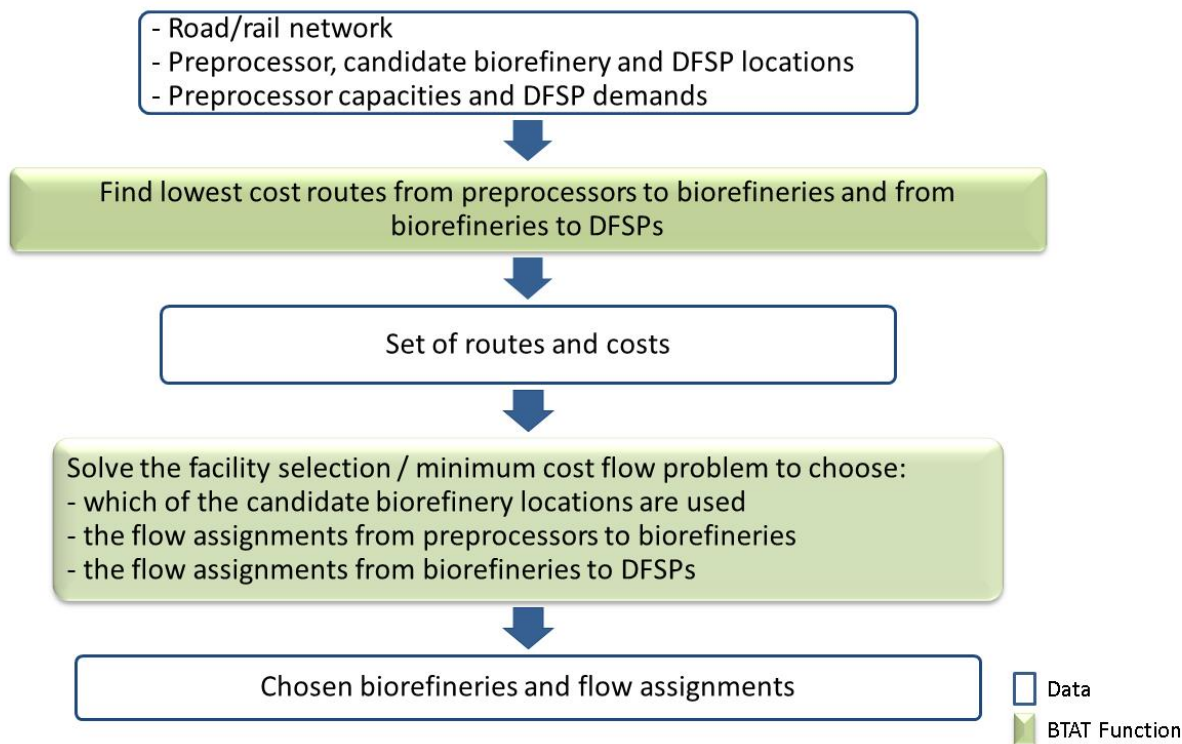 - Road/rail network
- Preprocessor, candidate biorefinery and DFSP locations
- Preprocessor capacities and DFSP demands
Find lowest cost routes from preprocessors to biorefineries and from
biorefineries to DFSPs
Set of routes and costs
Solve the facility selection / minimum cost flow problem to choose:
- which of the candidate biorefinery locations are used
- the flow assignments from preprocessors to biorefineries
- the flow assignments from biorefineries to DFSPs
Chosen biorefineries and flow assignments
Data
BTAT Function